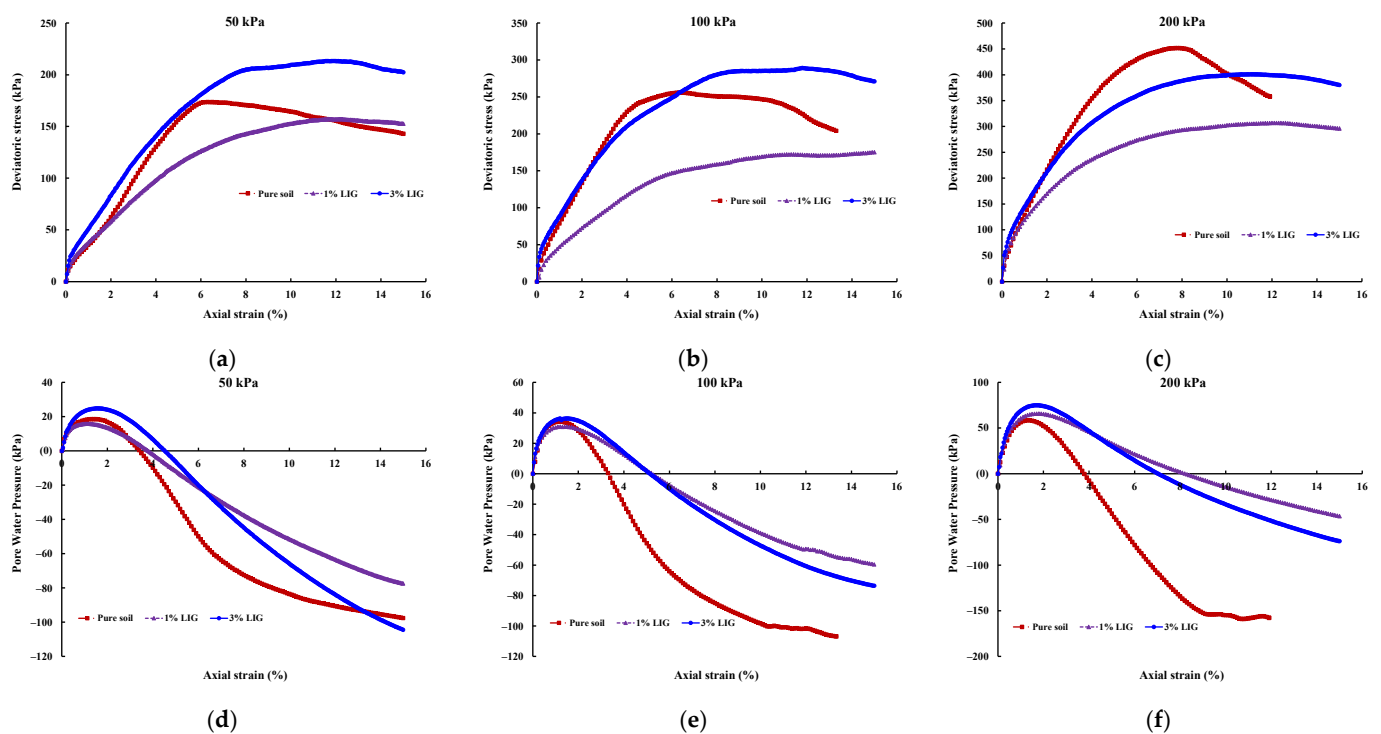 50 kPa
Deviatoric stress (kPa)
250
200
150
100
50
0
0 2 4 6 8 10 12 14 16
Pure soil 1% LIG 3% LIG
Axial strain (%)
(a)
100 kPa
Deviatoric stress (kPa)
350
300
250
200
150
100
50
0
0 2 4 6 8 10 12 14 16
Pure soil 1% LIG 3% LIG
Axial strain (%)
(b)
200 kPa
Deviatoric stress (kPa)
500
450
400
350
300
250
200
150
100
50
0
0 2 4 6 8 10 12 14 16
Pure soil 1% LIG 3% LIG
Axial strain (%)
(c)
50 kPa
Pore Water Pressure (kPa)
40
20
(0)
−20
−40
−60
−80
−100
−120
0 2 4 6 8 10 12 14 16
Pure soil 1% LIG 3% LIG
Axial strain (%)
(d)
100 kPa
Pore Water Pressure (kPa)
60
40
20
(0)
−20
−40
−60
−80
−100
−120
0 2 4 6 8 10 12 14 16
Pure soil 1% LIG 3% LIG
Axial strain (%)
(e)
200 kPa
Pore Water Pressure (kPa)
100
50
(0)
−50
−100
−150
−200
0 2 4 6 8 10 12 14 16
Pure soil 1% LIG 3% LIG
Axial strain (%)
(f)